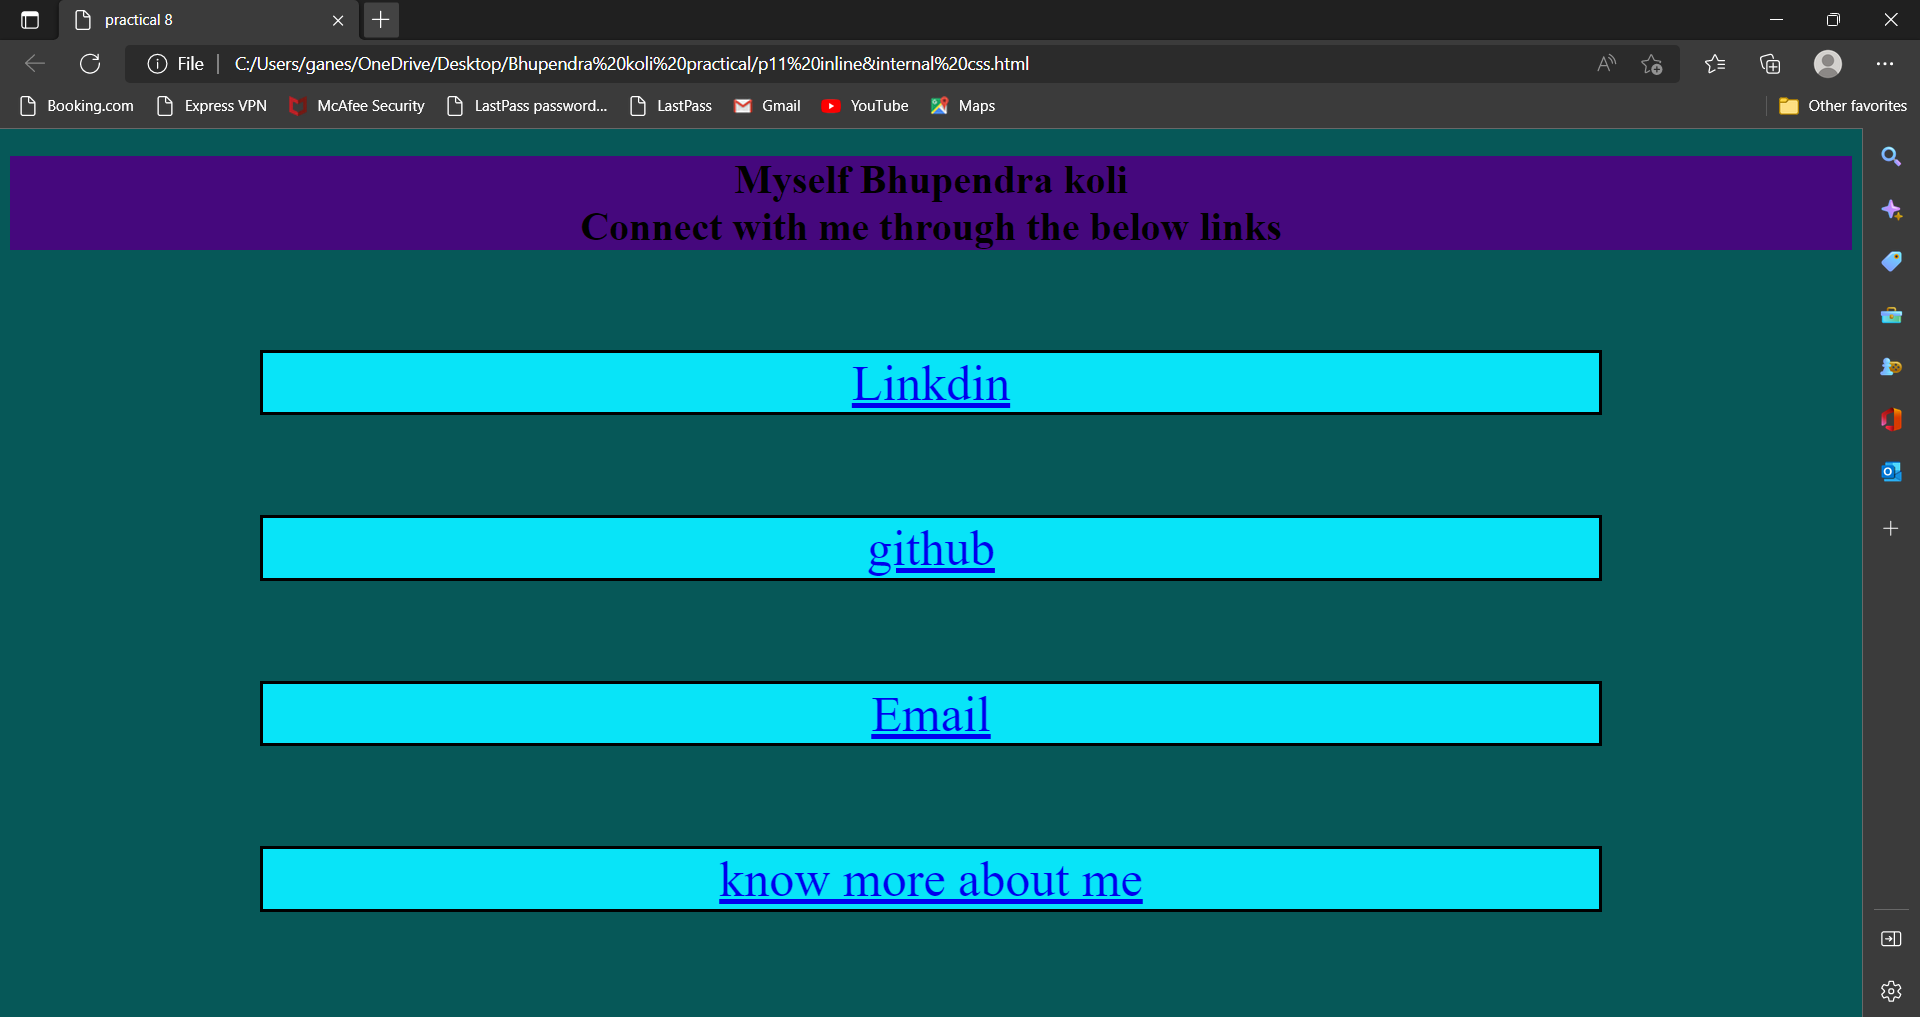 practical 8
File
C:/Users/ganes/OneDrive/Desktop/Bhupendra%20koli%20practical/p11%20inline&internal%20css.html
Booking.com Express VPN McAfee Security LastPass password... LastPass Gmail YouTube Maps Other favorites
Myself Bhupendra koli
Connect with me through the below links
Linkdin
github
Email
know more about me